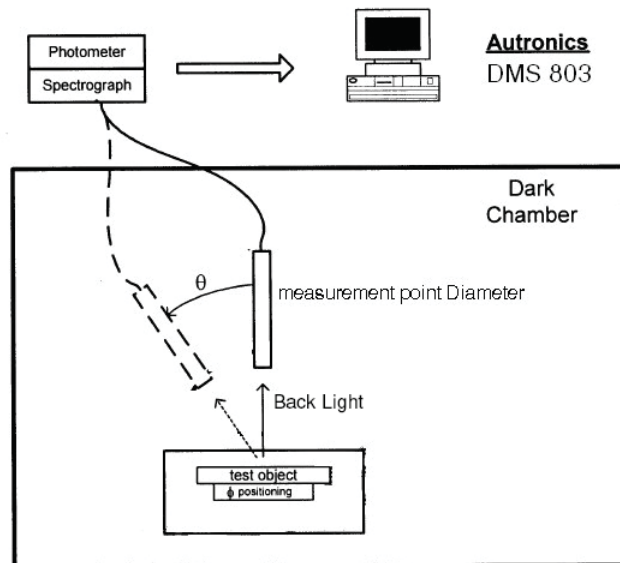 Photometer
Spectrograph
Autronics
DMS 803
Dark
Chamber
θ
measurement point Diameter
Back Light
test object
ϕ positioning